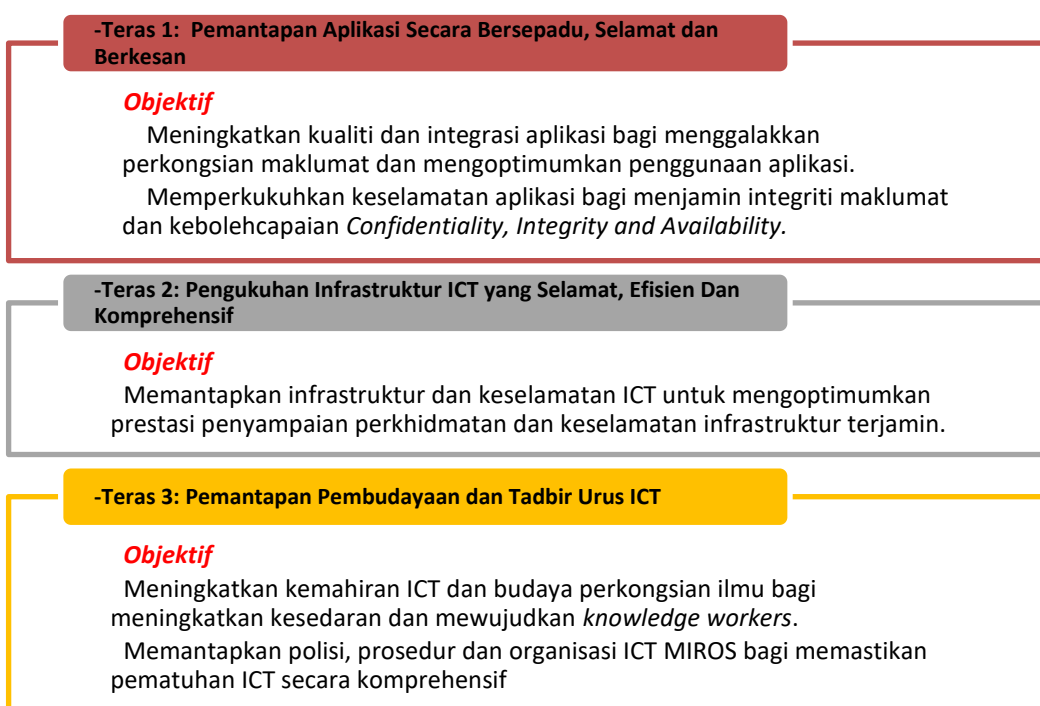 -Teras 1:  Pemantapan Aplikasi Secara Bersepadu, Selamat dan
Berkesan
Objektif
Meningkatkan kualiti dan integrasi aplikasi bagi menggalakkan
perkongsian maklumat dan mengoptimumkan penggunaan aplikasi.
Memperkukuhkan keselamatan aplikasi bagi menjamin integriti maklumat
dan kebolehcapaian Confidentiality, Integrity and Availability.
-Teras 2: Pengukuhan Infrastruktur ICT yang Selamat, Efisien Dan
Komprehensif
Objektif
Memantapkan infrastruktur dan keselamatan ICT untuk mengoptimumkan
prestasi penyampaian perkhidmatan dan keselamatan infrastruktur terjamin.
-Teras 3: Pemantapan Pembudayaan dan Tadbir Urus ICT
Objektif
Meningkatkan kemahiran ICT dan budaya perkongsian ilmu bagi
meningkatkan kesedaran dan mewujudkan knowledge workers.
Memantapkan polisi, prosedur dan organisasi ICT MIROS bagi memastikan
pematuhan ICT secara komprehensif